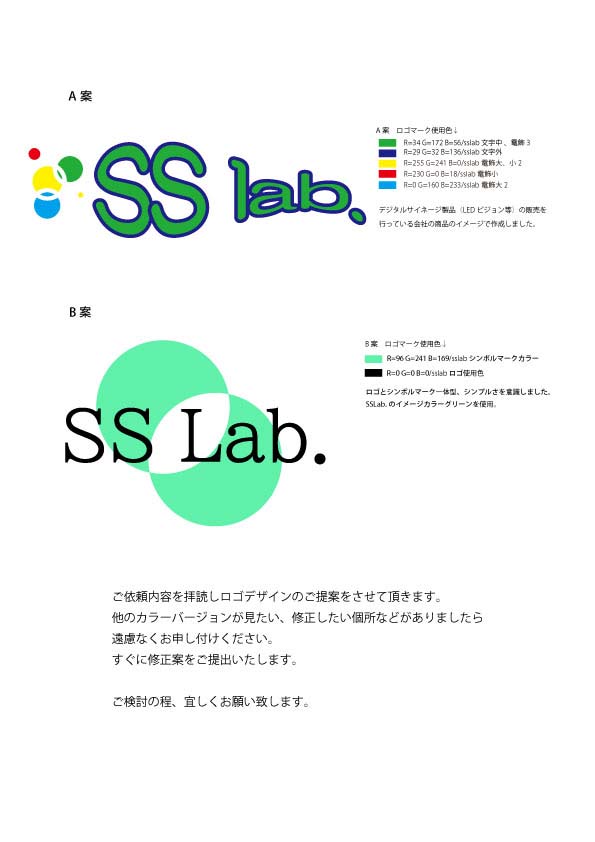 A 案
A 案　ロゴマーク使用色↓
R=34 G=172 B=56/sslab 文字中、電飾 3
R=29 G=32 B=136/sslab 文字外
R=255 G=241 B=0/sslab 電飾大、小 2
R=230 G=0 B=18/sslab 電飾小
R=0 G=160 B=233/sslab 電飾大 2
SS lab.
デジタルサイネージ製品（LED ビジョン等）の販売を
行っている会社の商品のイメージで作成しました。
B 案
B 案　ロゴマーク使用色↓
R=96 G=241 B=169/sslab シンボルマークカラー
R=0 G=0 B=0/sslab ロゴ使用色
ロゴとシンボルマーク一体型、シンプルさを意識しました。
SSLab. のイメージカラーグリーンを使用。
SS Lab.
ご依頼内容を拝読しロゴデザインのご提案をさせて頂きます。
他のカラーバージョンが見たい、修正したい個所などがありましたら
遠慮なくお申し付けください。
すぐに修正案をご提出いたします。
ご検討の程、宜しくお願い致します。